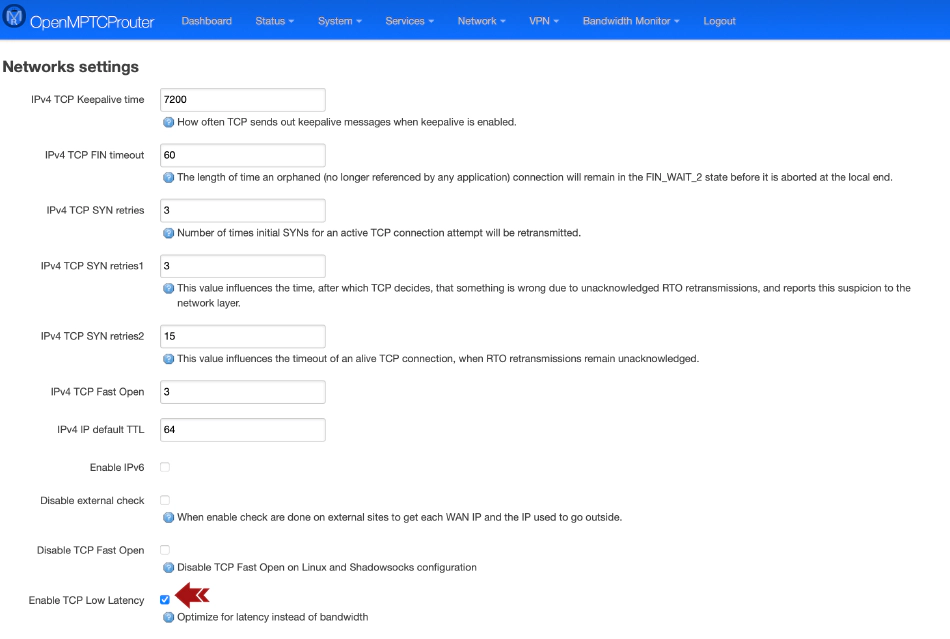 OpenMPTCProuter Dashboard Status System Services Network VPN Bandwidth Monitor Logout
Networks settings
IPv4 TCP Keepalive time 7200
How often TCP sends out keepalive messages when keepalive is enabled.
IPv4 TCP FIN timeout 60
The length of time an orphaned (no longer referenced by any application) connection will remain in the FIN_WAIT_2 state before it is aborted at the local end.
IPv4 TCP SYN retries 3
Number of times initial SYNs for an active TCP connection attempt will be retransmitted.
IPv4 TCP SYN retries1 3
This value influences the time, after which TCP decides, that something is wrong due to unacknowledged RTO retransmissions, and reports this suspicion to the
network layer.
IPv4 TCP SYN retries2 15
This value influences the timeout of an alive TCP connection, when RTO retransmissions remain unacknowledged.
IPv4 TCP Fast Open 3
IPv4 IP default TTL 64
Enable IPv6
Disable external check
When enable check are done on external sites to get each WAN IP and the IP used to go outside.
Disable TCP Fast Open
Disable TCP Fast Open on Linux and Shadowsocks configuration
Enable TCP Low Latency
Optimize for latency instead of bandwidth